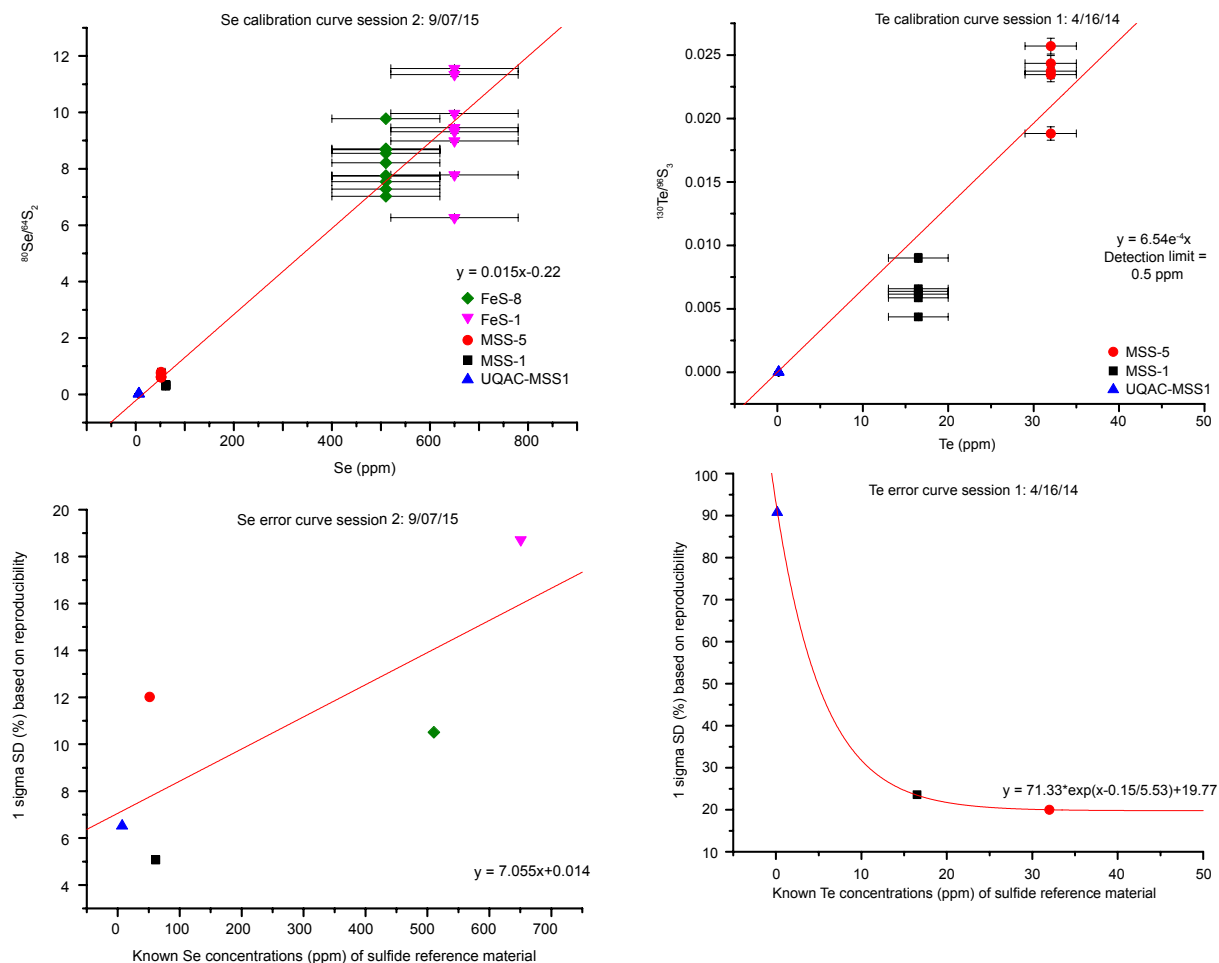 Se calibration curve session 2: 9/07/15
12
10
8
6
4
2
0
⁸⁰Se/⁶⁴S₂
y = 0.015x-0.22
FeS-8
FeS-1
MSS-5
MSS-1
UQAC-MSS1
0
200
400
600
800
Se (ppm)
Te calibration curve session 1: 4/16/14
0.025
0.020
0.015
0.010
0.005
0.000
¹³⁰Te/⁹⁶S₃
y = 6.54e⁻⁴x
Detection limit =
0.5 ppm
MSS-5
MSS-1
UQAC-MSS1
0
10
20
30
40
50
Te (ppm)
Se error curve session 2: 9/07/15
20
18
16
14
12
10
8
6
4
1 sigma SD (%) based on reproducibility
y = 7.055x+0.014
0
100
200
300
400
500
600
700
Known Se concentrations (ppm) of sulfide reference material
Te error curve session 1: 4/16/14
100
90
80
70
60
50
40
30
20
10
1 sigma SD (%) based on reproducibility
y = 71.33*exp(x-0.15/5.53)+19.77
0
10
20
30
40
50
Known Te concentrations (ppm) of sulfide reference material